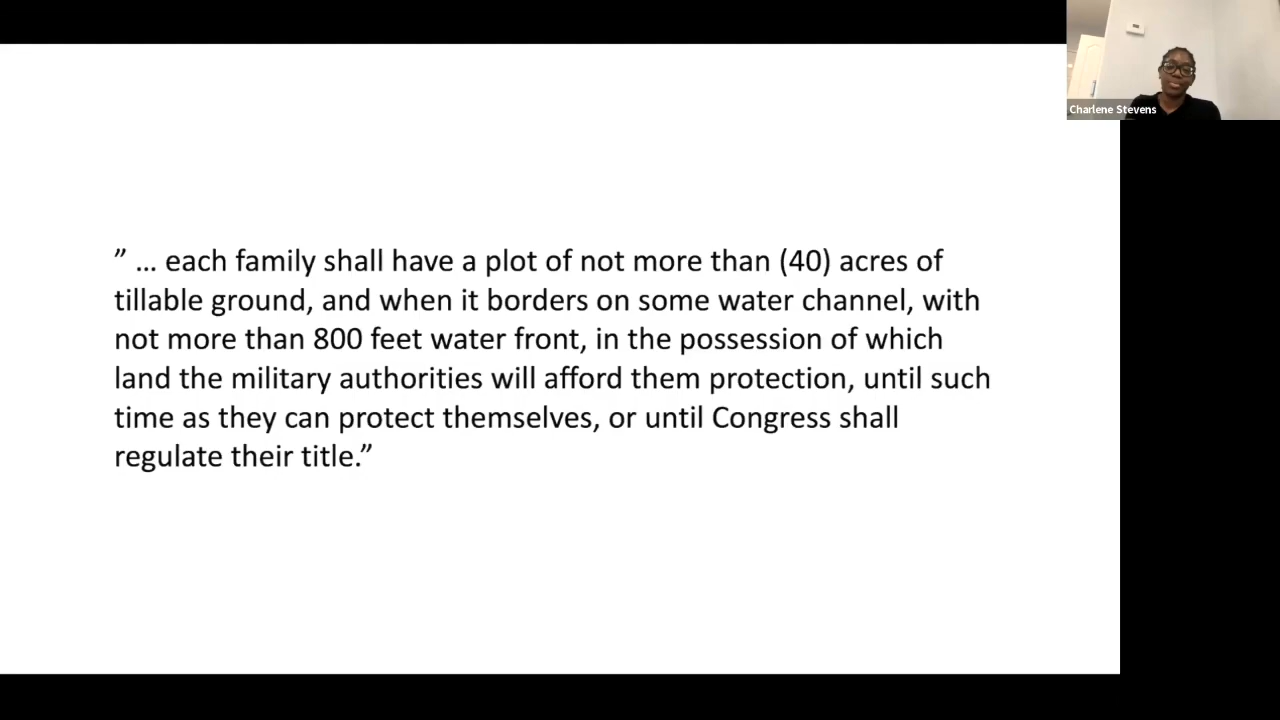 Charlene Stevens
” ... each family shall have a plot of not more than (40) acres of
tillable ground, and when it borders on some water channel, with
not more than 800 feet water front, in the possession of which
land the military authorities will afford them protection, until such
time as they can protect themselves, or until Congress shall
regulate their title.”